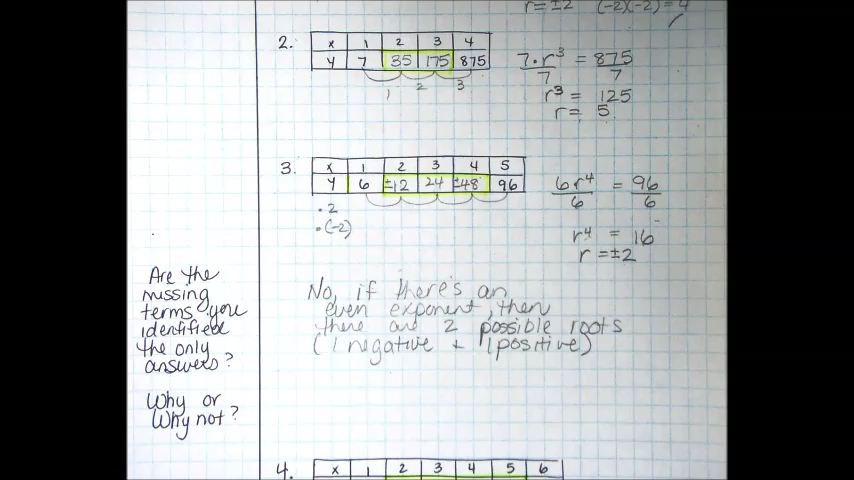 r = ±2 (-2)(-2) = 4
2.
x 1 2 3 4
y 7 35 175 875
1 2 3
7 · r³ = 875
7 7
r³ = 125
r = 5
3.
x 1 2 3 4 5
y 6 ±12 24 ±48 96
· 2
· (-2)
6r⁴ = 96
6 6
r⁴ = 16
r = ±2
Are the
missing
terms you
identified
the only
answers?
Why or
Why not?
No, if there's an
even exponent, then
there are 2 possible roots
(1 negative + 1 positive)
4.
x 1 2 3 4 5 6